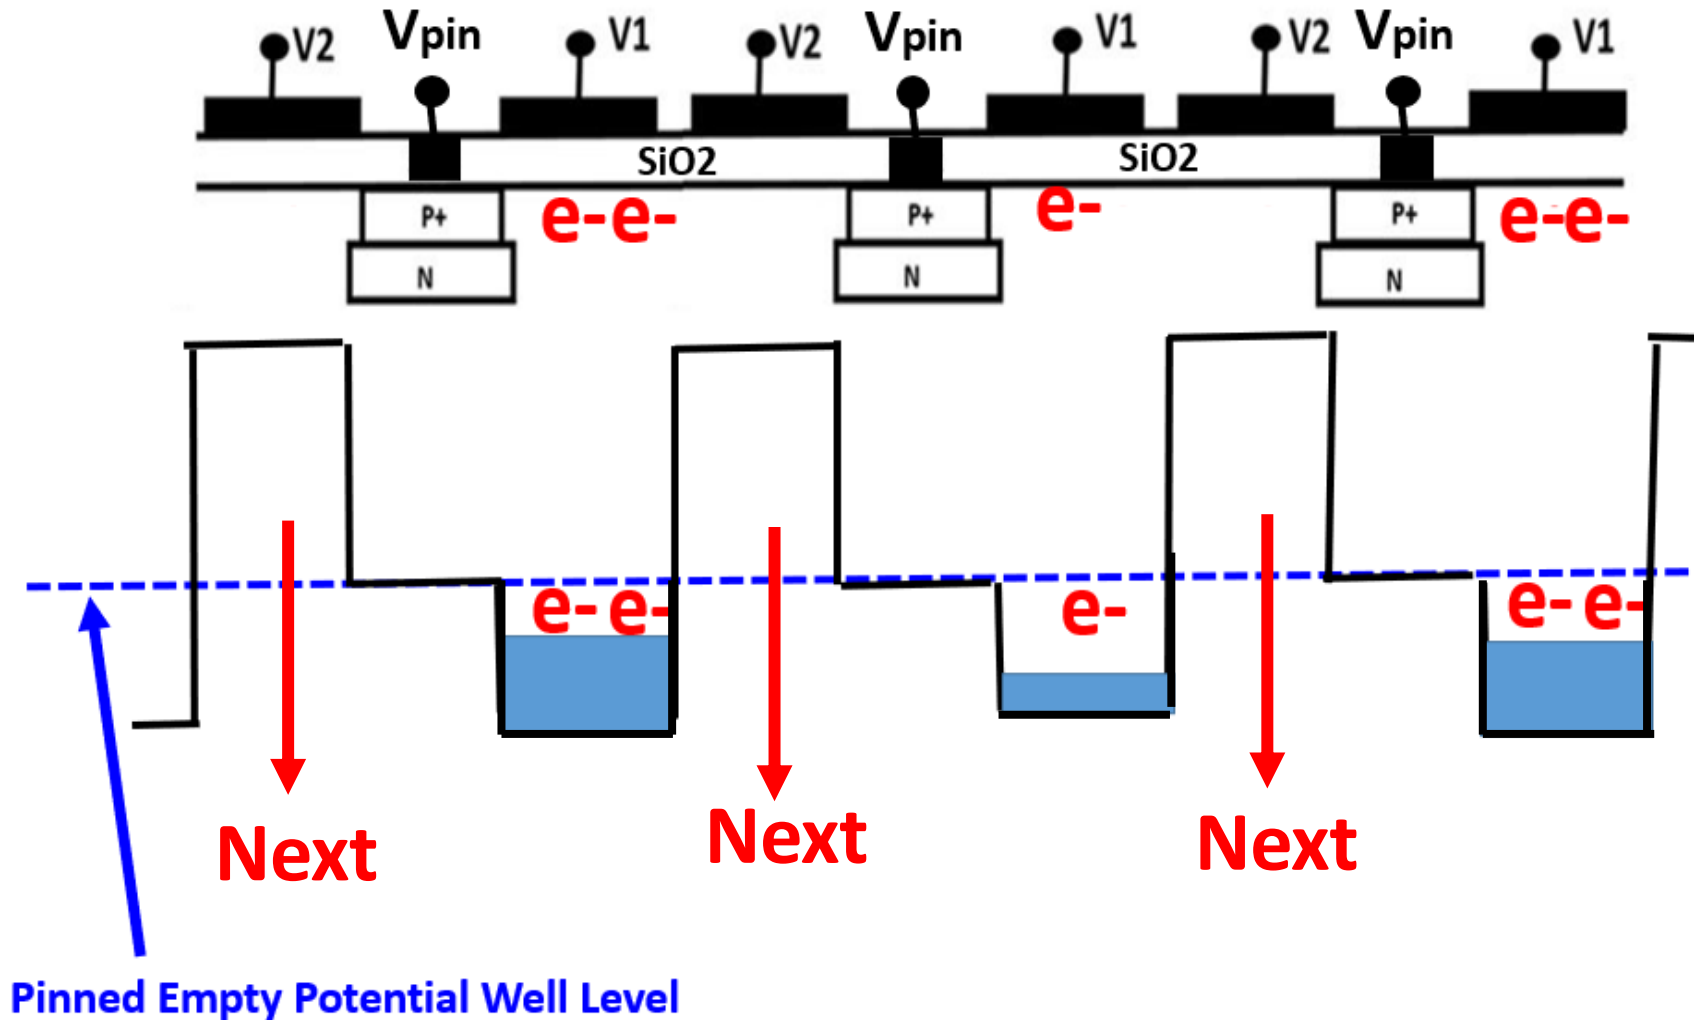 V2 Vpin V1 V2 Vpin V1 V2 Vpin V1
SiO2 SiO2
P+ e-e- P+ e- P+ e-e-
N N N
e- e- e- e- e-
Next Next Next
Pinned Empty Potential Well Level